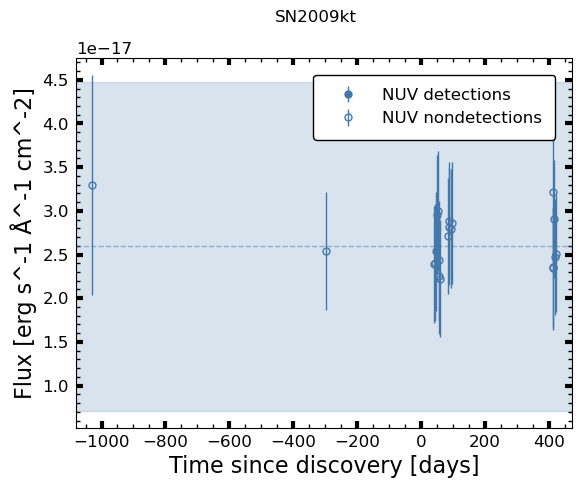 SN2009kt
1e−17
NUV detections
NUV nondetections
4.5
4.0
3.5
3.0
2.5
2.0
1.5
1.0
Flux [erg s^-1 Å^-1 cm^-2]
−1000 −800 −600 −400 −200 0 200 400
Time since discovery [days]